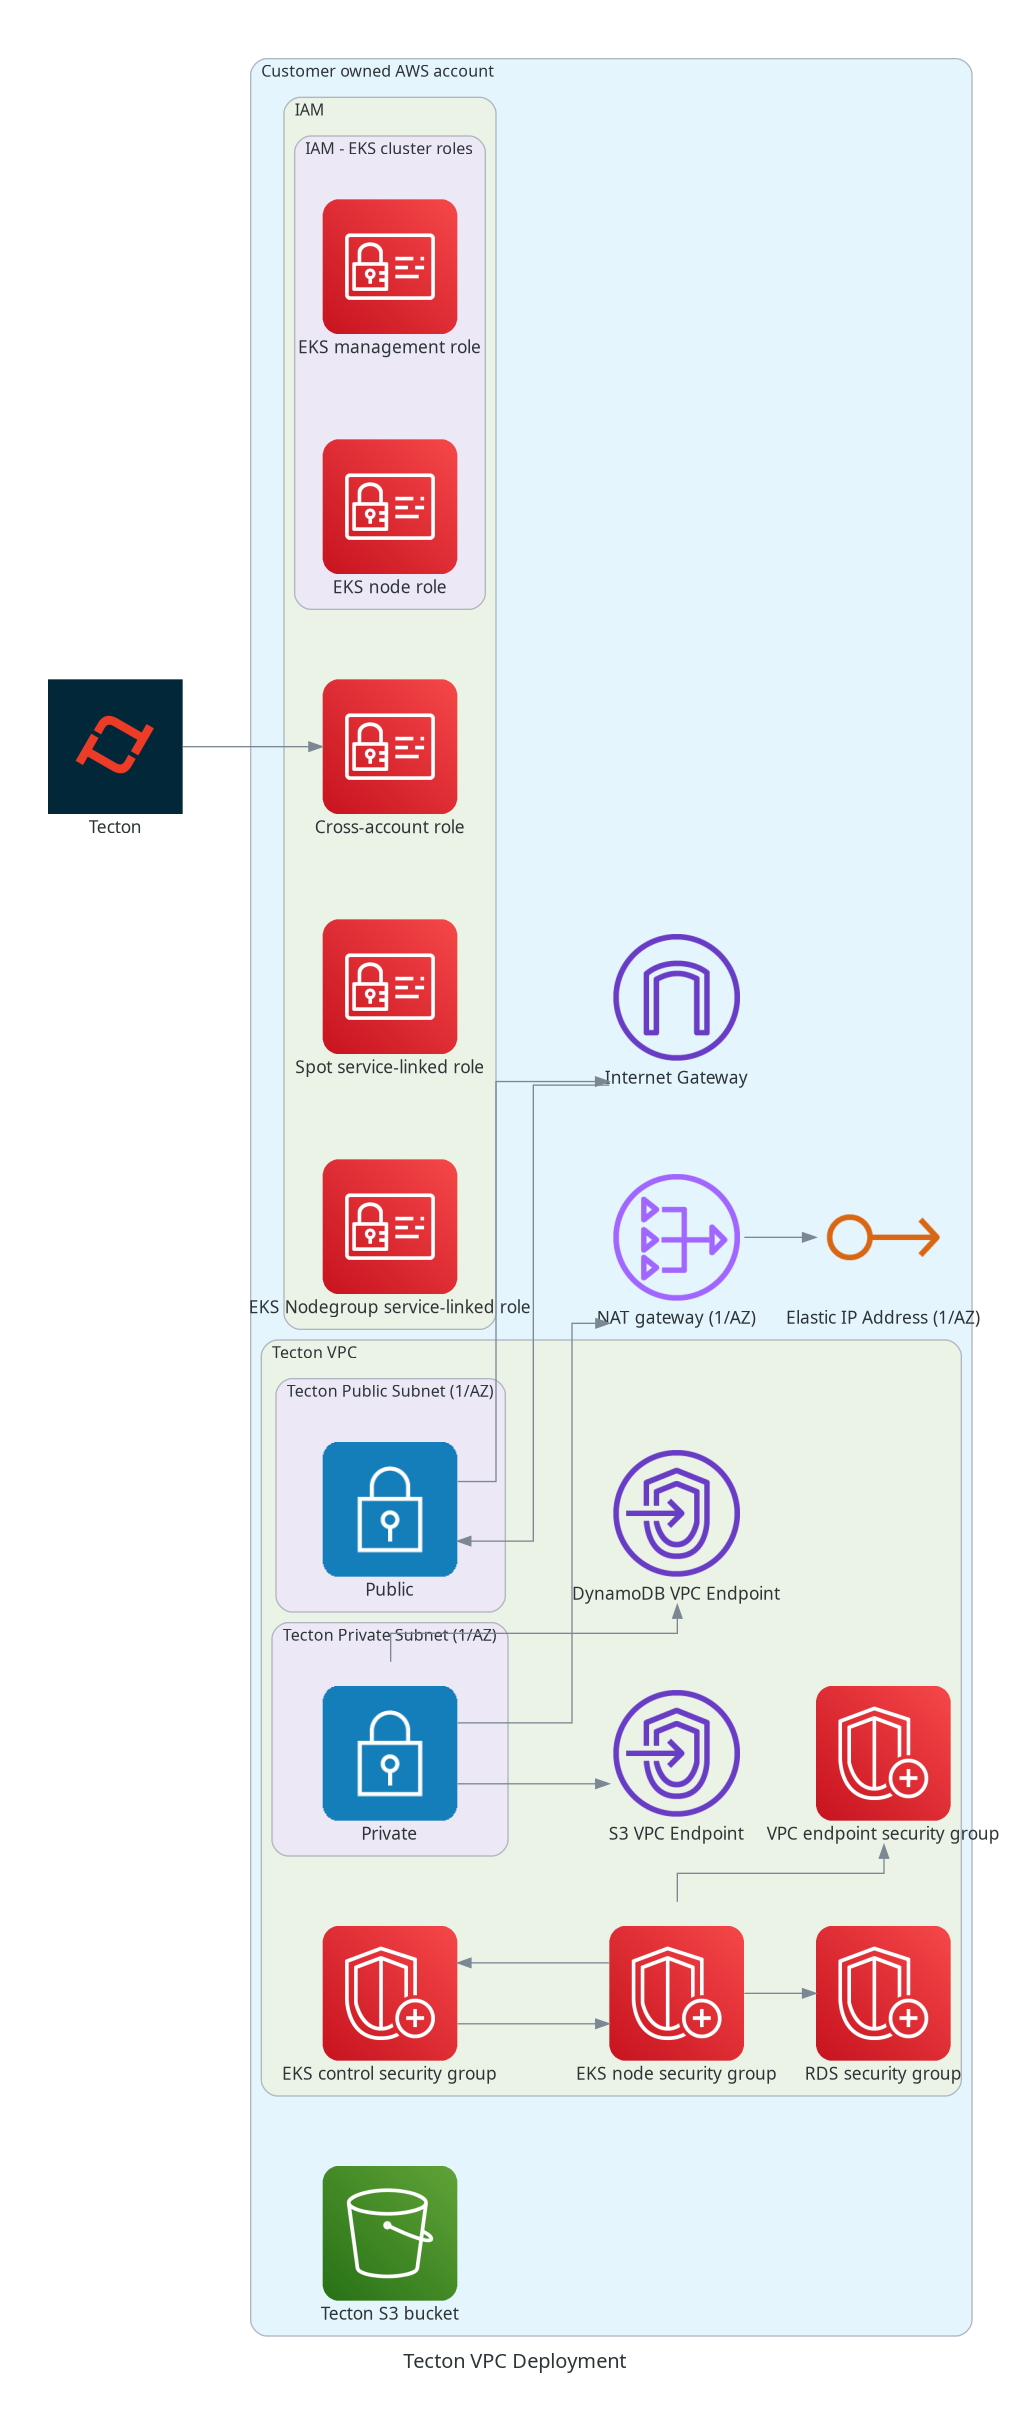 Customer owned AWS account
IAM
IAM - EKS cluster roles
EKS management role
EKS node role
Tecton
Cross-account role
Spot service-linked role
Internet Gateway
EKS Nodegroup service-linked role
NAT gateway (1/AZ)
Elastic IP Address (1/AZ)
Tecton VPC
Tecton Public Subnet (1/AZ)
Public
DynamoDB VPC Endpoint
Tecton Private Subnet (1/AZ)
Private
S3 VPC Endpoint
VPC endpoint security group
EKS control security group
EKS node security group
RDS security group
Tecton S3 bucket
Tecton VPC Deployment